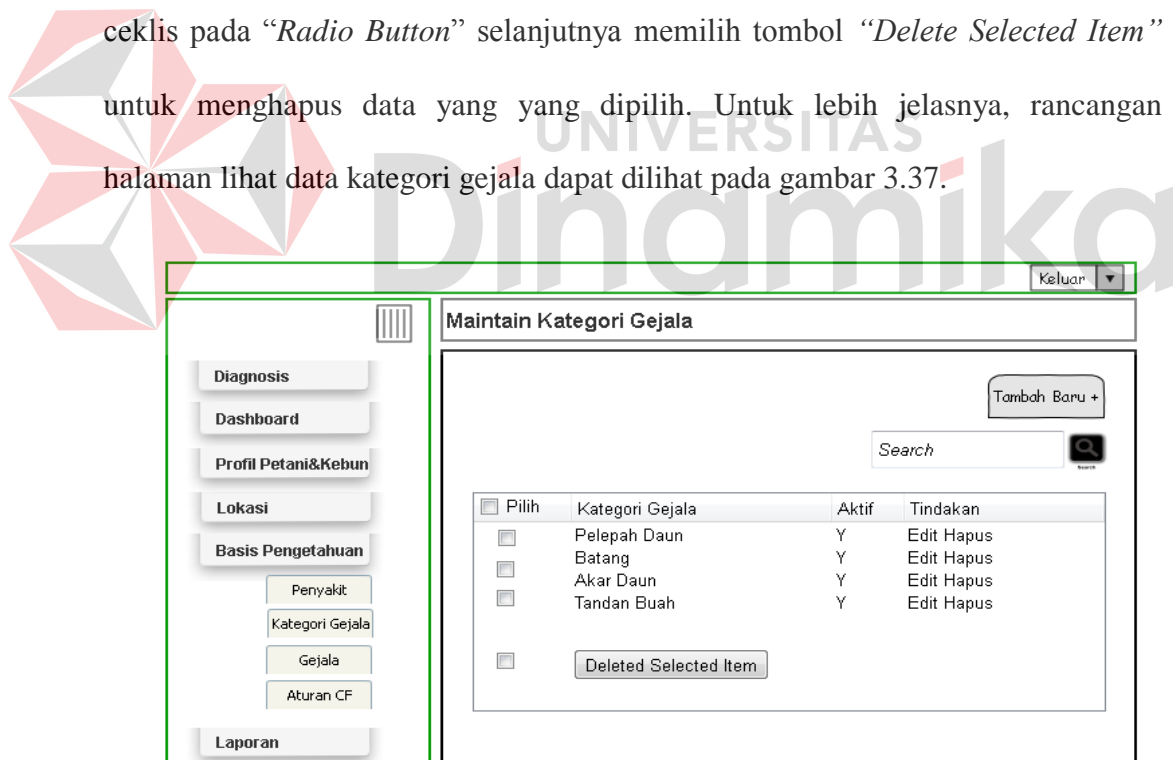 ceklis pada “Radio Button” selanjutnya memilih tombol “Delete Selected Item”
untuk menghapus data yang yang dipilih. Untuk lebih jelasnya, rancangan
halaman lihat data kategori gejala dapat dilihat pada gambar 3.37.
UNIVERSITAS
Dinamika
Keluar
Maintain Kategori Gejala
Diagnosis
Dashboard
Profil Petani&Kebun
Lokasi
Basis Pengetahuan
Penyakit
Kategori Gejala
Gejala
Aturan CF
Laporan
Tambah Baru +
Search
Search
Pilih Kategori Gejala Aktif Tindakan
Pelepah Daun Y Edit Hapus
Batang Y Edit Hapus
Akar Daun Y Edit Hapus
Tandan Buah Y Edit Hapus
Deleted Selected Item